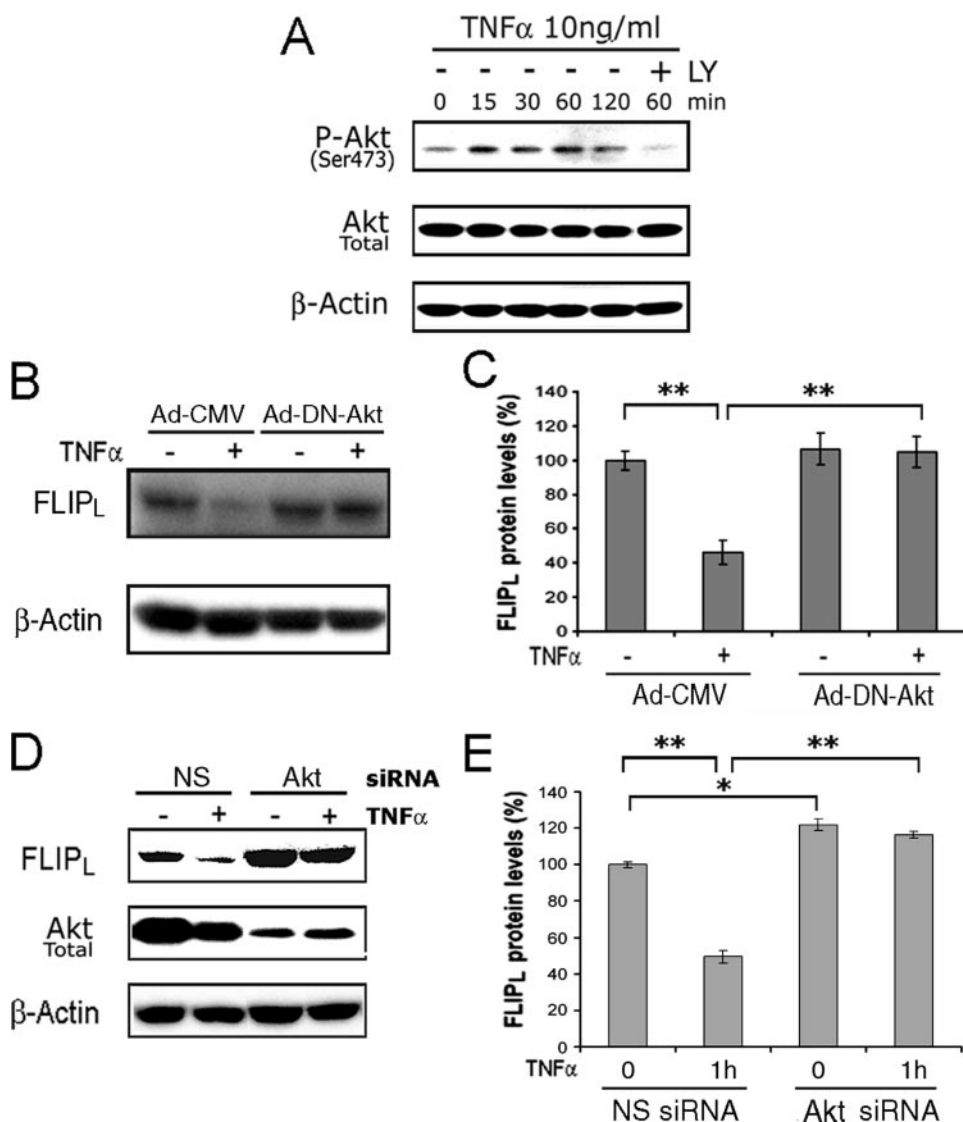 A
TNFα 10ng/ml
- - - - - + LY
0 15 30 60 120 60 min
P-Akt
(Ser473)
Akt
Total
β-Actin
B
Ad-CMV Ad-DN-Akt
TNFα - + - +
FLIPL
β-Actin
C
FLIPL protein levels (%)
140
120
100
80
60
40
20
0
** **
TNFα - + - +
Ad-CMV Ad-DN-Akt
D
NS Akt siRNA
- + - + TNFα
FLIPL
Akt
Total
β-Actin
E
FLIPL protein levels (%)
140
120
100
80
60
40
20
0
** **
*
TNFα 0 1h 0 1h
NS siRNA Akt siRNA